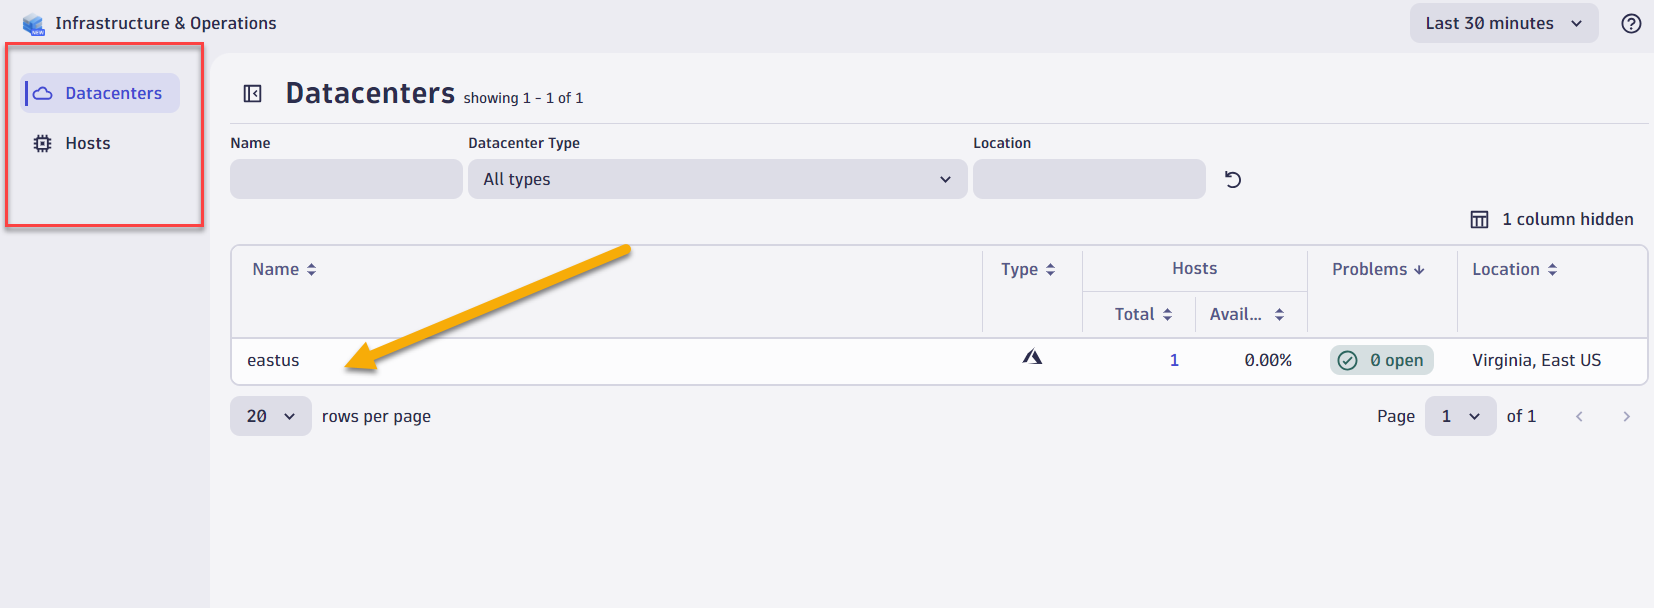 Infrastructure & Operations
Last 30 minutes
NEW
Datacenters
Hosts
Datacenters showing 1 - 1 of 1
Name
Datacenter Type
Location
All types
1 column hidden
Name
Type
Hosts
Problems
Location
Total
Avail...
eastus
1
0.00%
0 open
Virginia, East US
20
rows per page
Page
1
of 1